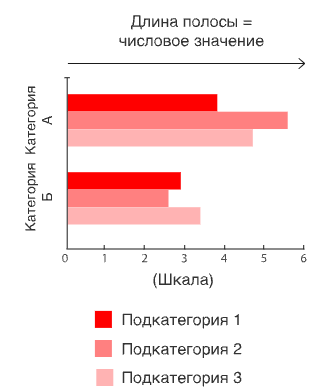 Длина полосы =
числовое значение
Категория
А
Категория
Б
0 1 2 3 4 5 6
(Шкала)
Подкатегория 1
Подкатегория 2
Подкатегория 3